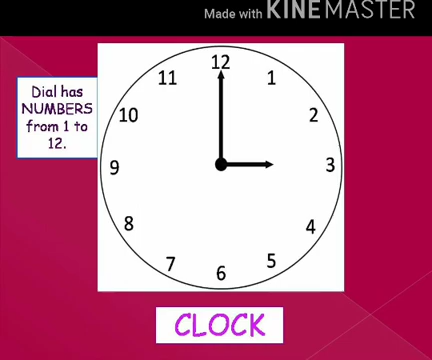 Made with KINEMASTER
Dial has
NUMBERS
from 1 to
12.
12
11 1
10 2
9 3
8 4
7 5
6
CLOCK